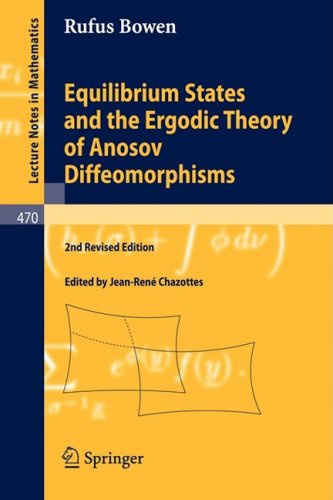 Lecture Notes in Mathematics
470
Rufus Bowen
Equilibrium States
and the Ergodic Theory
of Anosov
Diffeomorphisms
2nd Revised Edition
Edited by Jean-René Chazottes
Springer